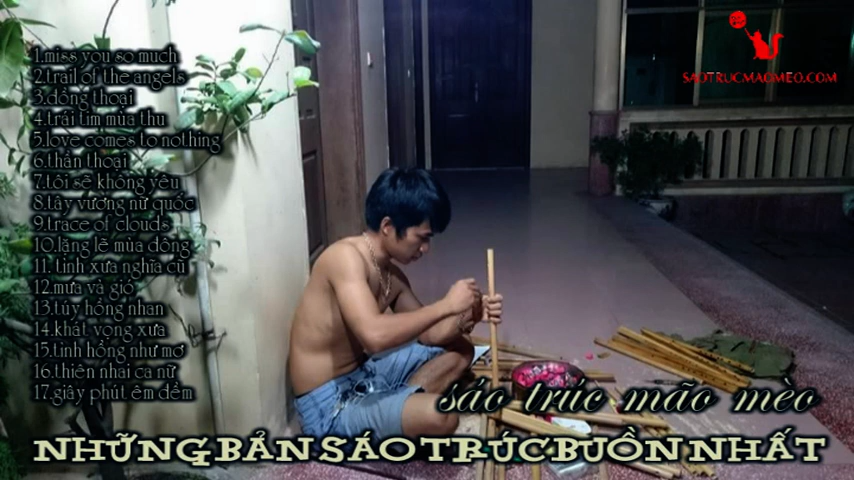 1.miss you so much
2.trail of the angels
3.đồng thoại
4.trái tim mùa thu
5.love comes to nothing
6.thần thoại
7.tôi sẽ không yêu
8.tây vương nữ quốc
9.trace of clouds
10.lặng lẽ mùa đông
11. tình xưa nghĩa cũ
12.mưa và gió
13.túy hồng nhan
14.khát vọng xưa
15.tình hồng như mơ
16.thiên nhai ca nữ
17.giây phút êm đềm
SAOTRUCMAOMEO.COM
sáo trúc mão mèo
NHỮNG BẢN SÁO TRÚC BUỒN NHẤT